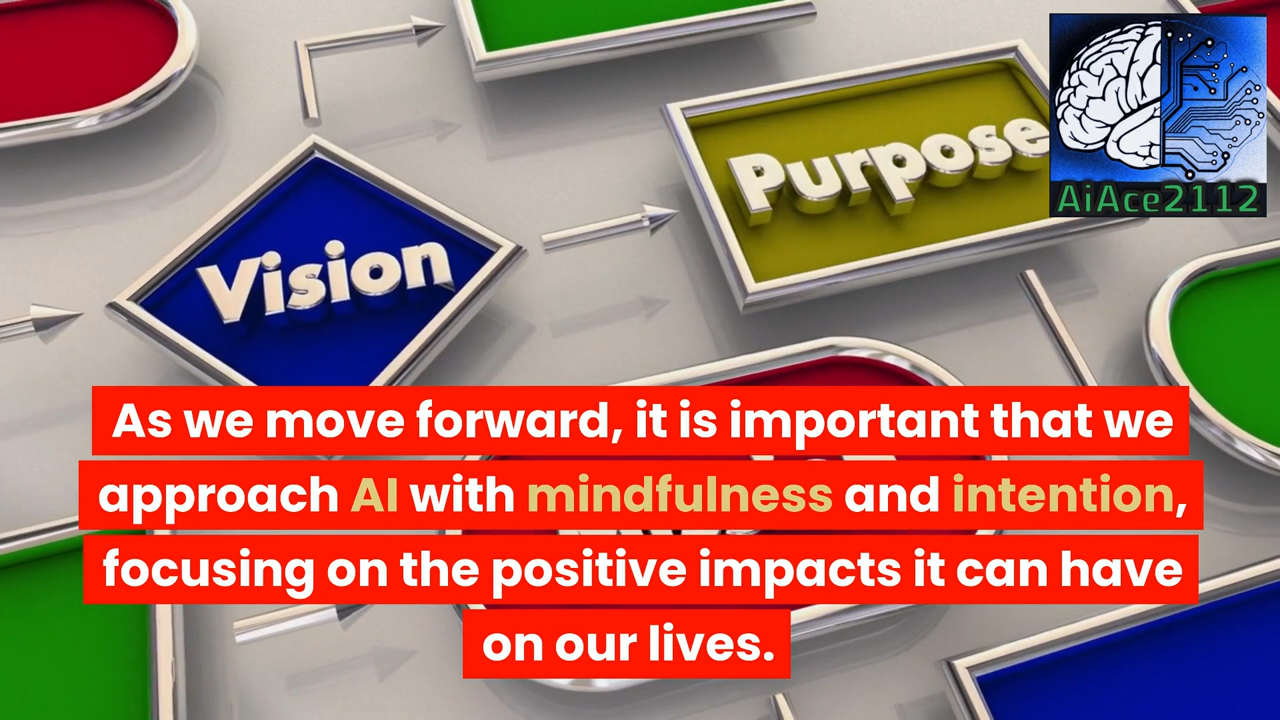 Purpose
AiAce2112
Vision
As we move forward, it is important that we
approach AI with mindfulness and intention,
focusing on the positive impacts it can have
on our lives.